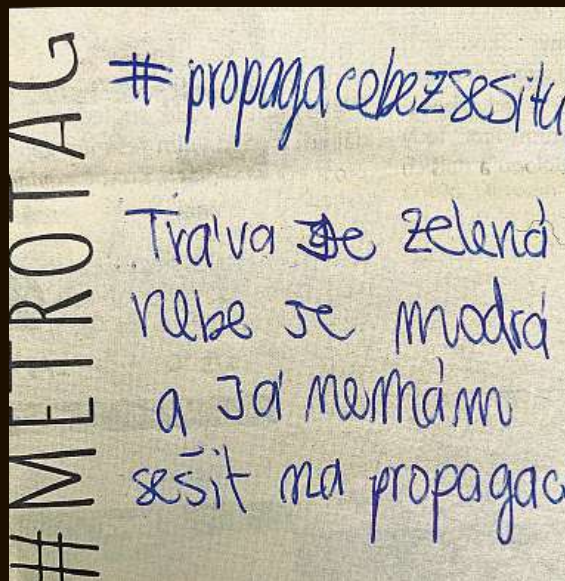 #METROTAG
#propagacebezsesitu
Tráva je zelená
nebe je modrá
a já nemám
sešit na propagac